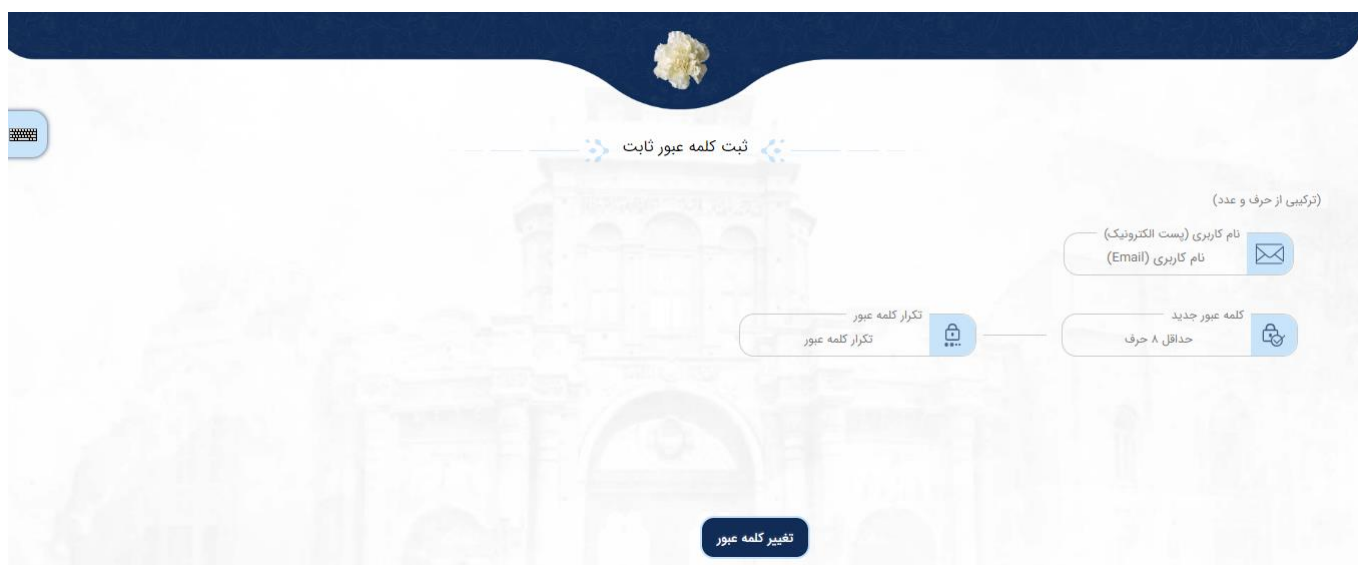 ثبت کلمه عبور ثابت
(ترکیبی از حرف و عدد)
نام کاربری (پست الکترونیک)
نام کاربری (Email)
کلمه عبور جدید
حداقل ۸ حرف
تکرار کلمه عبور
تکرار کلمه عبور
تغییر کلمه عبور